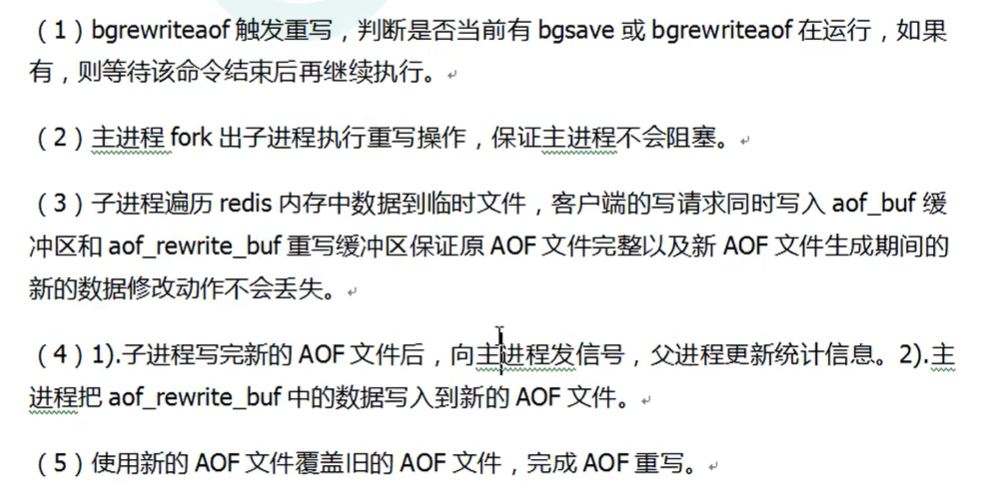 （1）bgrewriteaof 触发重写，判断是否当前有 bgsave 或 bgrewriteaof 在运行，如果
有，则等待该命令结束后再继续执行。
（2）主进程 fork 出子进程执行重写操作，保证主进程不会阻塞。
（3）子进程遍历 redis 内存中数据到临时文件，客户端的写请求同时写入 aof_buf 缓
冲区和 aof_rewrite_buf 重写缓冲区保证原 AOF 文件完整以及新 AOF 文件生成期间的
新的数据修改动作不会丢失。
（4）1).子进程写完新的 AOF 文件后，向主进程发信号，父进程更新统计信息。2).主
进程把 aof_rewrite_buf 中的数据写入到新的 AOF 文件。
（5）使用新的 AOF 文件覆盖旧的 AOF 文件，完成 AOF 重写。